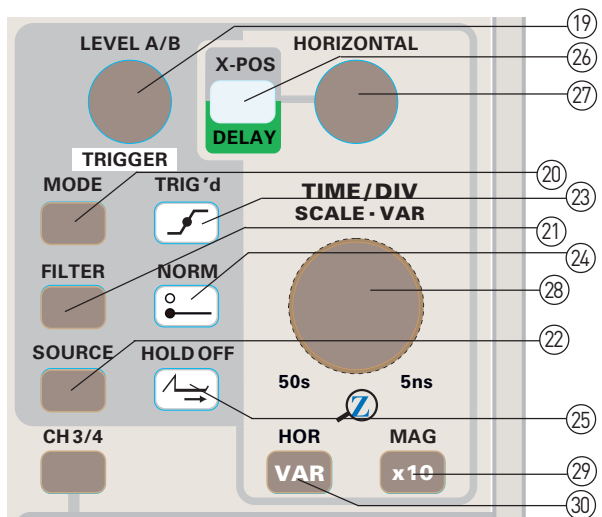 LEVEL A/B
HORIZONTAL
X-POS
DELAY
TRIGGER
MODE
TRIG'd
TIME/DIV
SCALE · VAR
FILTER
NORM
SOURCE
HOLD OFF
50s
5ns
Z
CH 3/4
HOR
MAG
VAR
x10
19
26
27
20
23
21
24
28
22
25
29
30